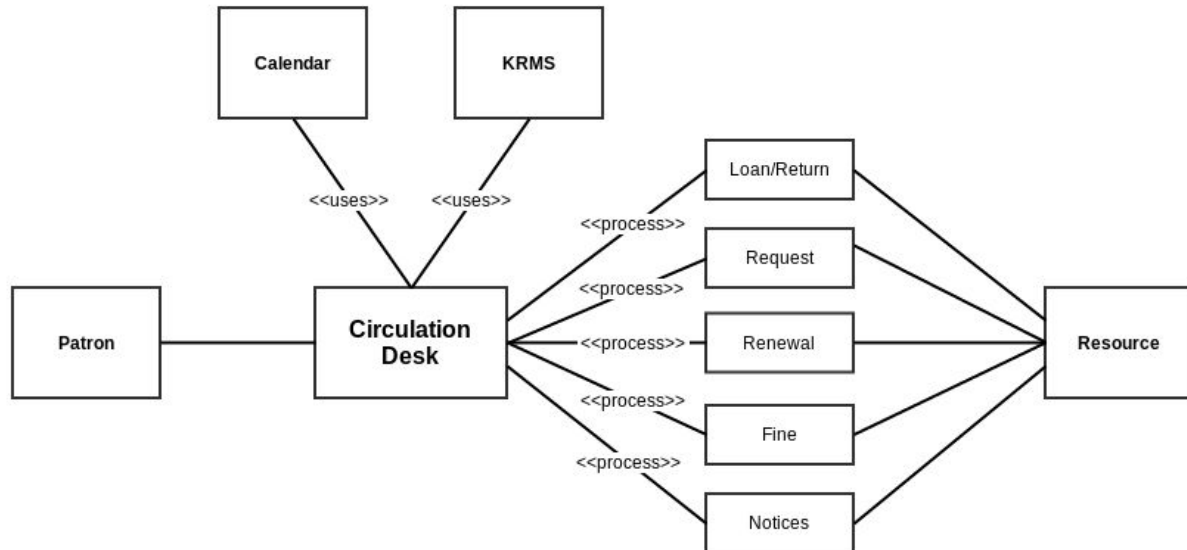 Calendar
KRMS
<<uses>>
<<uses>>
Patron
Circulation
Desk
<<process>>
<<process>>
<<process>>
<<process>>
<<process>>
Loan/Return
Request
Renewal
Fine
Notices
Resource